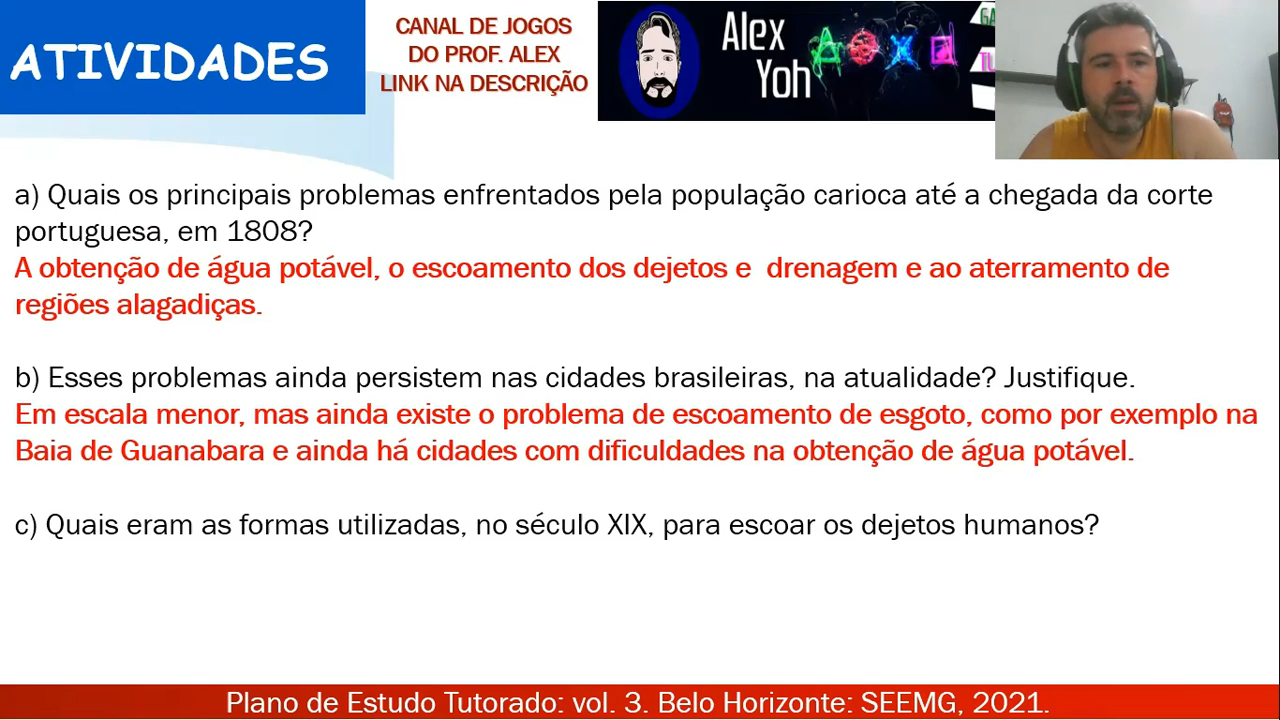 ATIVIDADES
CANAL DE JOGOS
DO PROF. ALEX
LINK NA DESCRIÇÃO
Alex
Yoh
a) Quais os principais problemas enfrentados pela população carioca até a chegada da corte
portuguesa, em 1808?
A obtenção de água potável, o escoamento dos dejetos e drenagem e ao aterramento de
regiões alagadiças.
b) Esses problemas ainda persistem nas cidades brasileiras, na atualidade? Justifique.
Em escala menor, mas ainda existe o problema de escoamento de esgoto, como por exemplo na
Baia de Guanabara e ainda há cidades com dificuldades na obtenção de água potável.
c) Quais eram as formas utilizadas, no século XIX, para escoar os dejetos humanos?
Plano de Estudo Tutorado: vol. 3. Belo Horizonte: SEEMG, 2021.